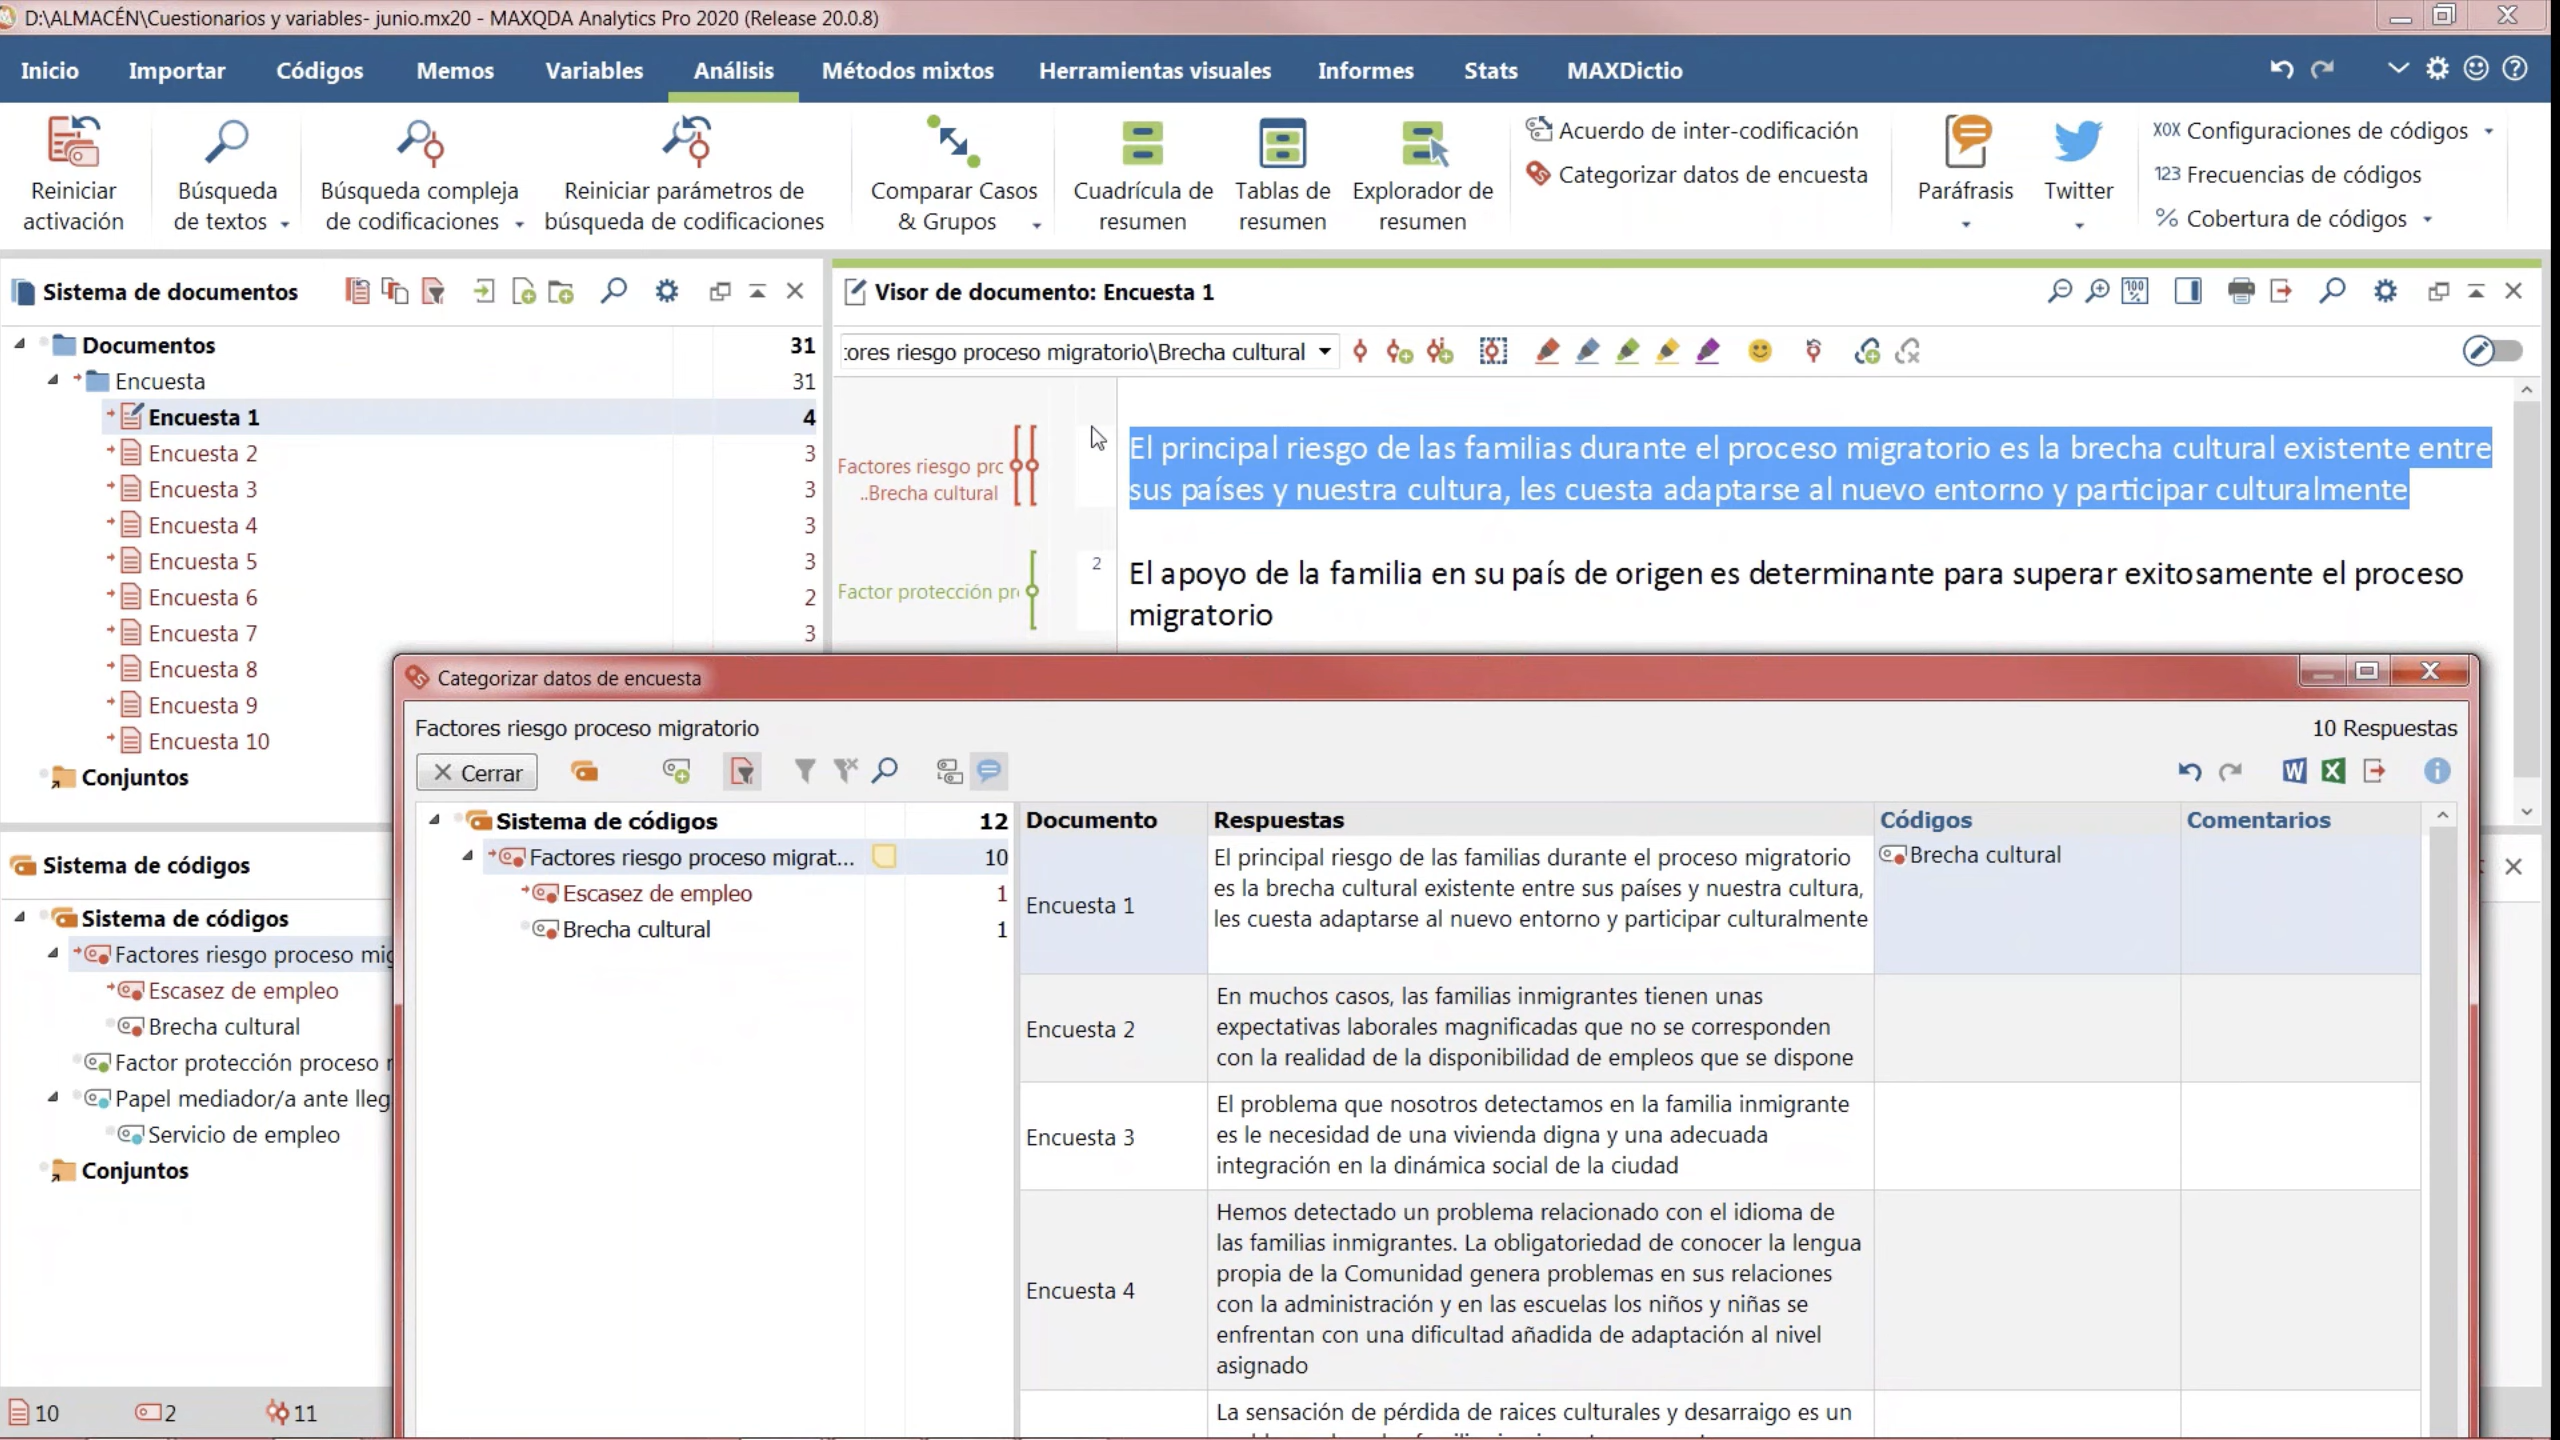 D:\ALMACÉN\Cuestionarios y variables- junio.mx20 - MAXQDA Analytics Pro 2020 (Release 20.0.8)
Inicio Importar Códigos Memos Variables Análisis Métodos mixtos Herramientas visuales Informes Stats MAXDictio
Reiniciar activación
Búsqueda de textos
Búsqueda compleja de codificaciones
Reiniciar parámetros de búsqueda de codificaciones
Comparar Casos & Grupos
Cuadrícula de resumen
Tablas de resumen
Explorador de resumen
Acuerdo de inter-codificación
Categorizar datos de encuesta
Paráfrasis
Twitter
XOX Configuraciones de códigos
123 Frecuencias de códigos
% Cobertura de códigos
Sistema de documentos
Documentos 31
Encuesta 31
Encuesta 1 4
Encuesta 2 3
Encuesta 3 3
Encuesta 4 3
Encuesta 5 3
Encuesta 6 2
Encuesta 7 3
Encuesta 8
Encuesta 9
Encuesta 10
Conjuntos
Visor de documento: Encuesta 1
100 %
:ores riesgo proceso migratorio\Brecha cultural
Factores riesgo prc
..Brecha cultural
El principal riesgo de las familias durante el proceso migratorio es la brecha cultural existente entre
sus países y nuestra cultura, les cuesta adaptarse al nuevo entorno y participar culturalmente
Factor protección pr
2
El apoyo de la familia en su país de origen es determinante para superar exitosamente el proceso
migratorio
Sistema de códigos
Sistema de códigos
Factores riesgo proceso mig
Escasez de empleo
Brecha cultural
Factor protección proceso r
Papel mediador/a ante lleg
Servicio de empleo
Conjuntos
10 2 11
Categorizar datos de encuesta
Factores riesgo proceso migratorio 10 Respuestas
Cerrar
Sistema de códigos 12
Factores riesgo proceso migrat... 10
Escasez de empleo 1
Brecha cultural 1
Documento Respuestas Códigos Comentarios
Encuesta 1
El principal riesgo de las familias durante el proceso migratorio
es la brecha cultural existente entre sus países y nuestra cultura,
les cuesta adaptarse al nuevo entorno y participar culturalmente
Brecha cultural
Encuesta 2
En muchos casos, las familias inmigrantes tienen unas
expectativas laborales magnificadas que no se corresponden
con la realidad de la disponibilidad de empleos que se dispone
Encuesta 3
El problema que nosotros detectamos en la familia inmigrante
es le necesidad de una vivienda digna y una adecuada
integración en la dinámica social de la ciudad
Encuesta 4
Hemos detectado un problema relacionado con el idioma de
las familias inmigrantes. La obligatoriedad de conocer la lengua
propia de la Comunidad genera problemas en sus relaciones
con la administración y en las escuelas los niños y niñas se
enfrentan con una dificultad añadida de adaptación al nivel
asignado
La sensación de pérdida de raices culturales y desarraigo es un